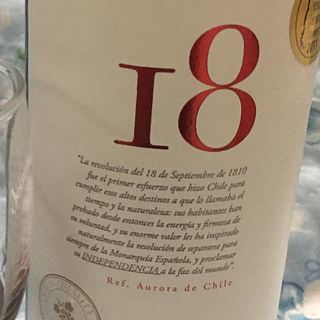 18
"La revolución del 18 de Septiembre de 1810
fue el primer esfuerzo que hizo Chile para
cumplir esos altos destinos a que lo llamaba el
tiempo y la naturaleza: sus habitantes han
probado desde entonces la energía y firmeza de
su voluntad, y su enorme valor les ha inspirado
naturalmente la revolución de separarse para
siempre de la Monarquía Española, y proclamar
su INDEPENDENCIA a la faz del mundo".
Ref. Aurora de Chile